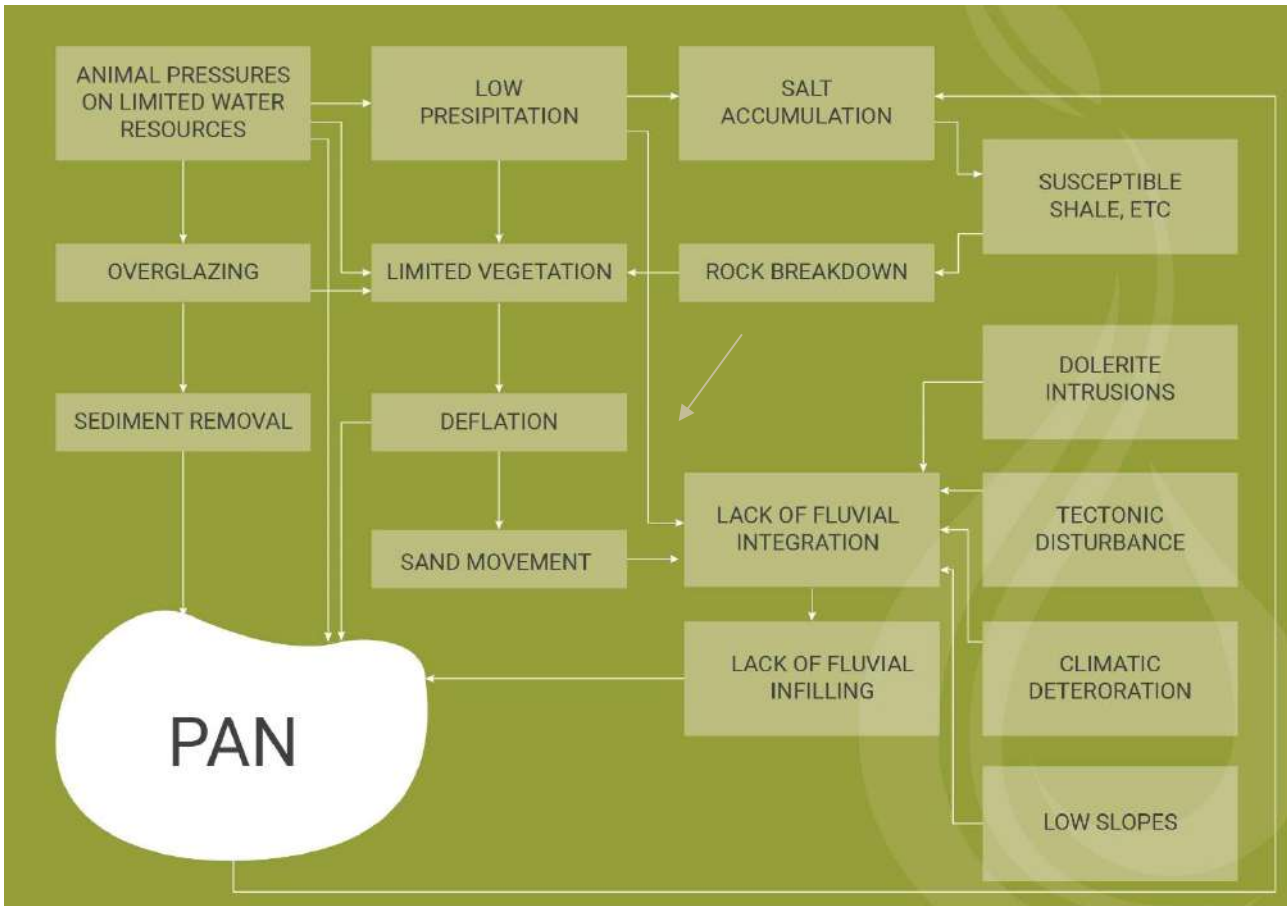 ANIMAL PRESSURES
ON LIMITED WATER
RESOURCES
LOW
PRESIPITATION
SALT
ACCUMULATION
SUSCEPTIBLE
SHALE, ETC
OVERGLAZING
LIMITED VEGETATION
ROCK BREAKDOWN
DOLERITE
INTRUSIONS
SEDIMENT REMOVAL
DEFLATION
LACK OF FLUVIAL
INTEGRATION
TECTONIC
DISTURBANCE
SAND MOVEMENT
LACK OF FLUVIAL
INFILLING
CLIMATIC
DETERORATION
PAN
LOW SLOPES